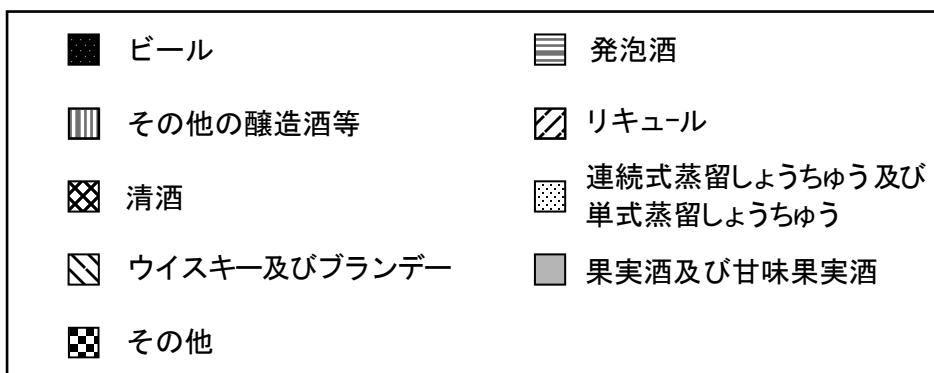 ビール
発泡酒
その他の醸造酒等
リキュール
清酒
連続式蒸留しょうちゅう及び
単式蒸留しょうちゅう
ウイスキー及びブランデー
果実酒及び甘味果実酒
その他